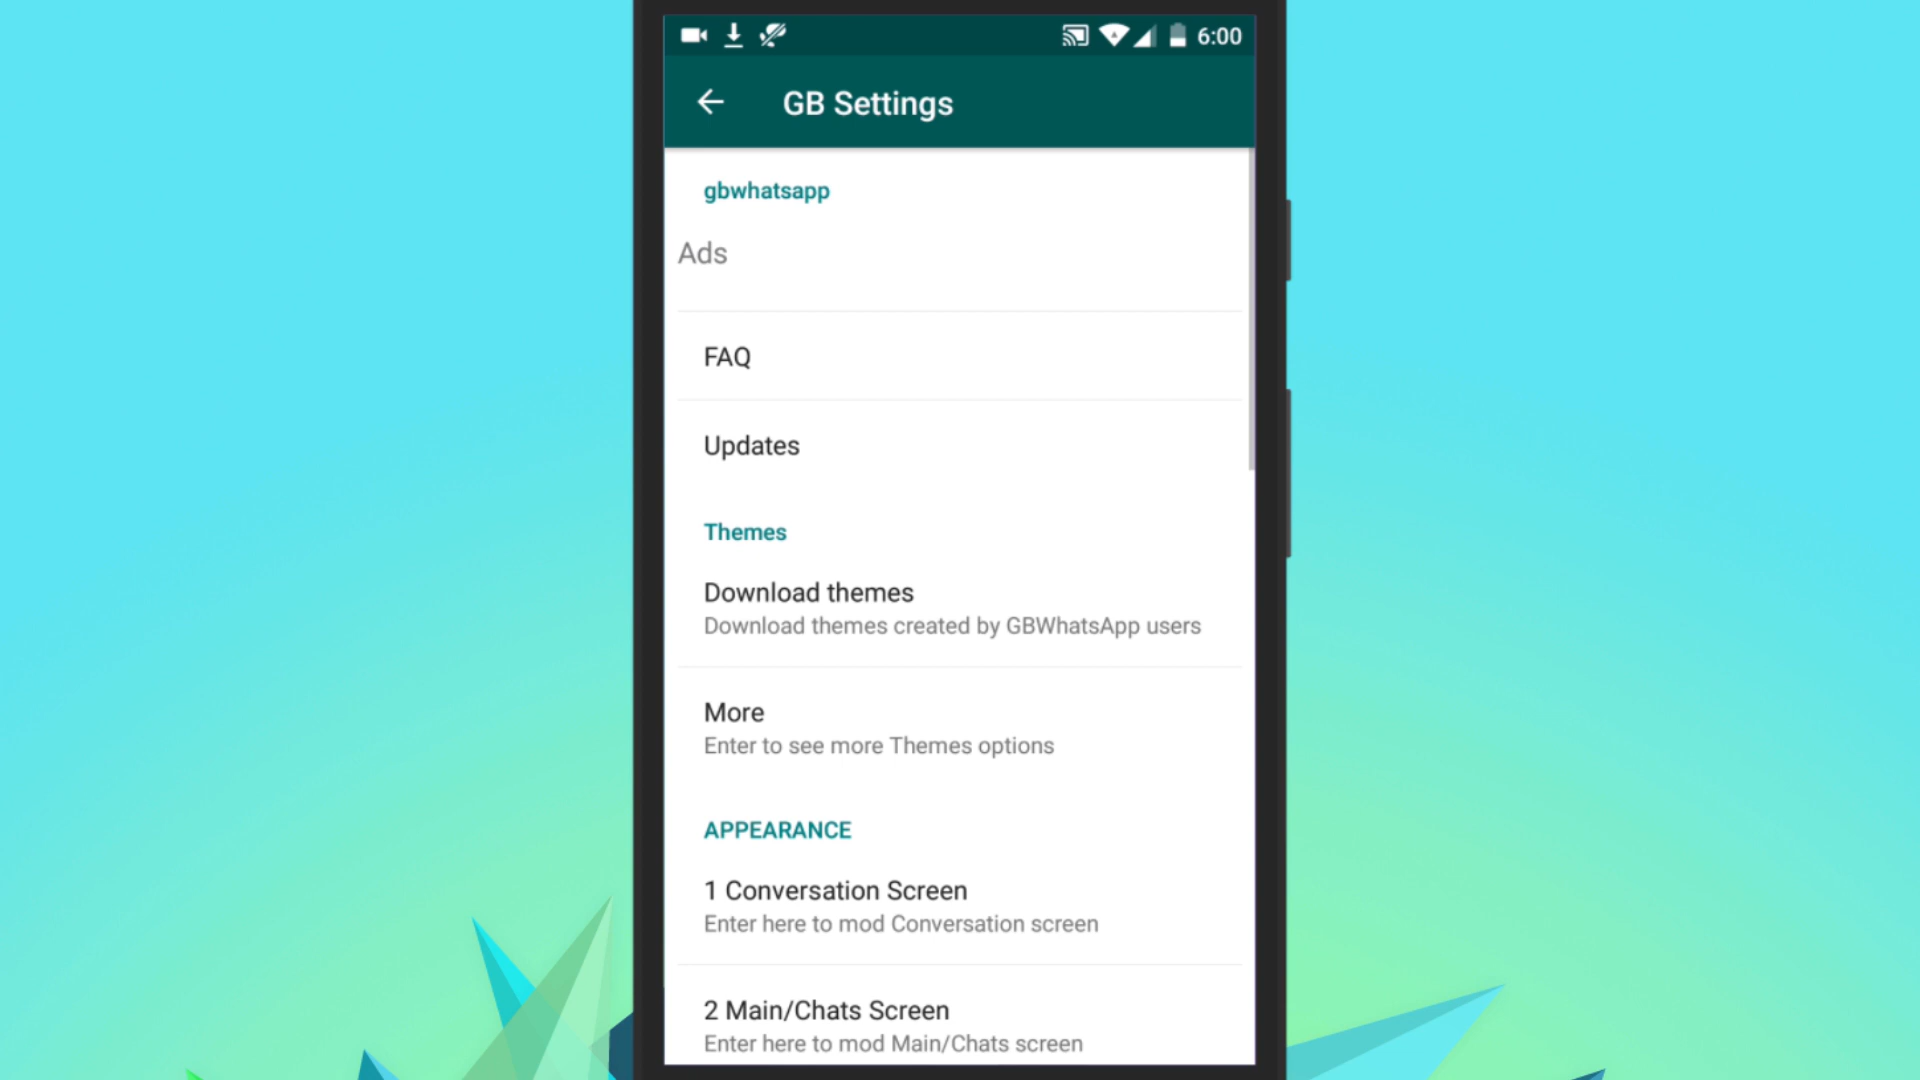 6:00
GB Settings
gbwhatsapp
Ads
FAQ
Updates
Themes
Download themes
Download themes created by GBWhatsApp users
More
Enter to see more Themes options
APPEARANCE
1 Conversation Screen
Enter here to mod Conversation screen
2 Main/Chats Screen
Enter here to mod Main/Chats screen